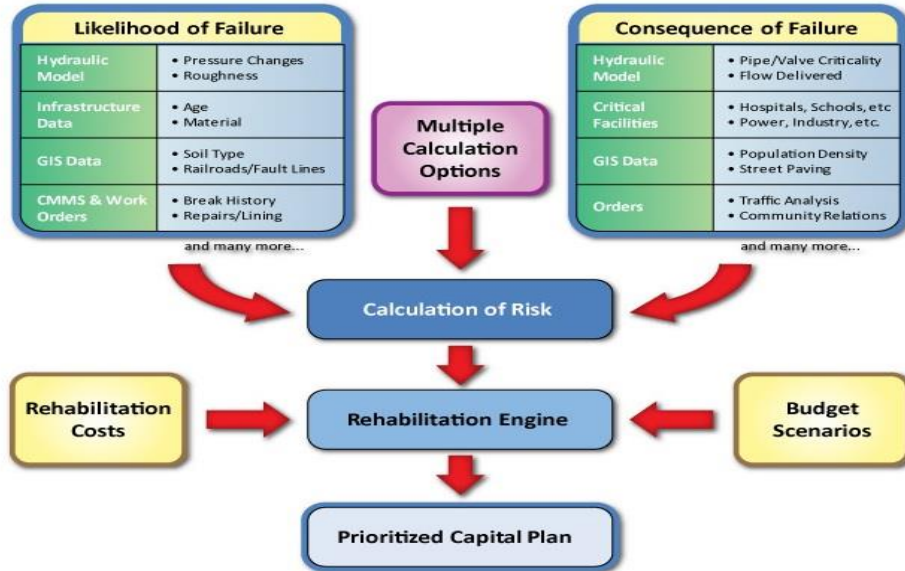 Likelihood of Failure
Hydraulic
Model
• Pressure Changes
• Roughness
Infrastructure
Data
• Age
• Material
GIS Data
• Soil Type
• Railroads/Fault Lines
CMMS & Work
Orders
• Break History
• Repairs/Lining
and many more...
Multiple
Calculation
Options
Consequence of Failure
Hydraulic
Model
• Pipe/Valve Criticality
• Flow Delivered
Critical
Facilities
• Hospitals, Schools, etc
• Power, Industry, etc.
GIS Data
• Population Density
• Street Paving
Orders
• Traffic Analysis
• Community Relations
and many more...
Calculation of Risk
Rehabilitation
Costs
Rehabilitation Engine
Budget
Scenarios
Prioritized Capital Plan